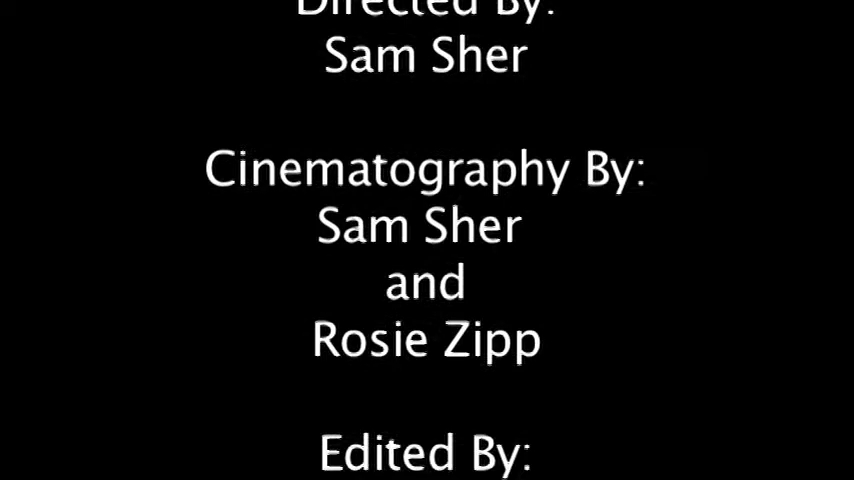 Directed By:
Sam Sher
Cinematography By:
Sam Sher
and
Rosie Zipp
Edited By: